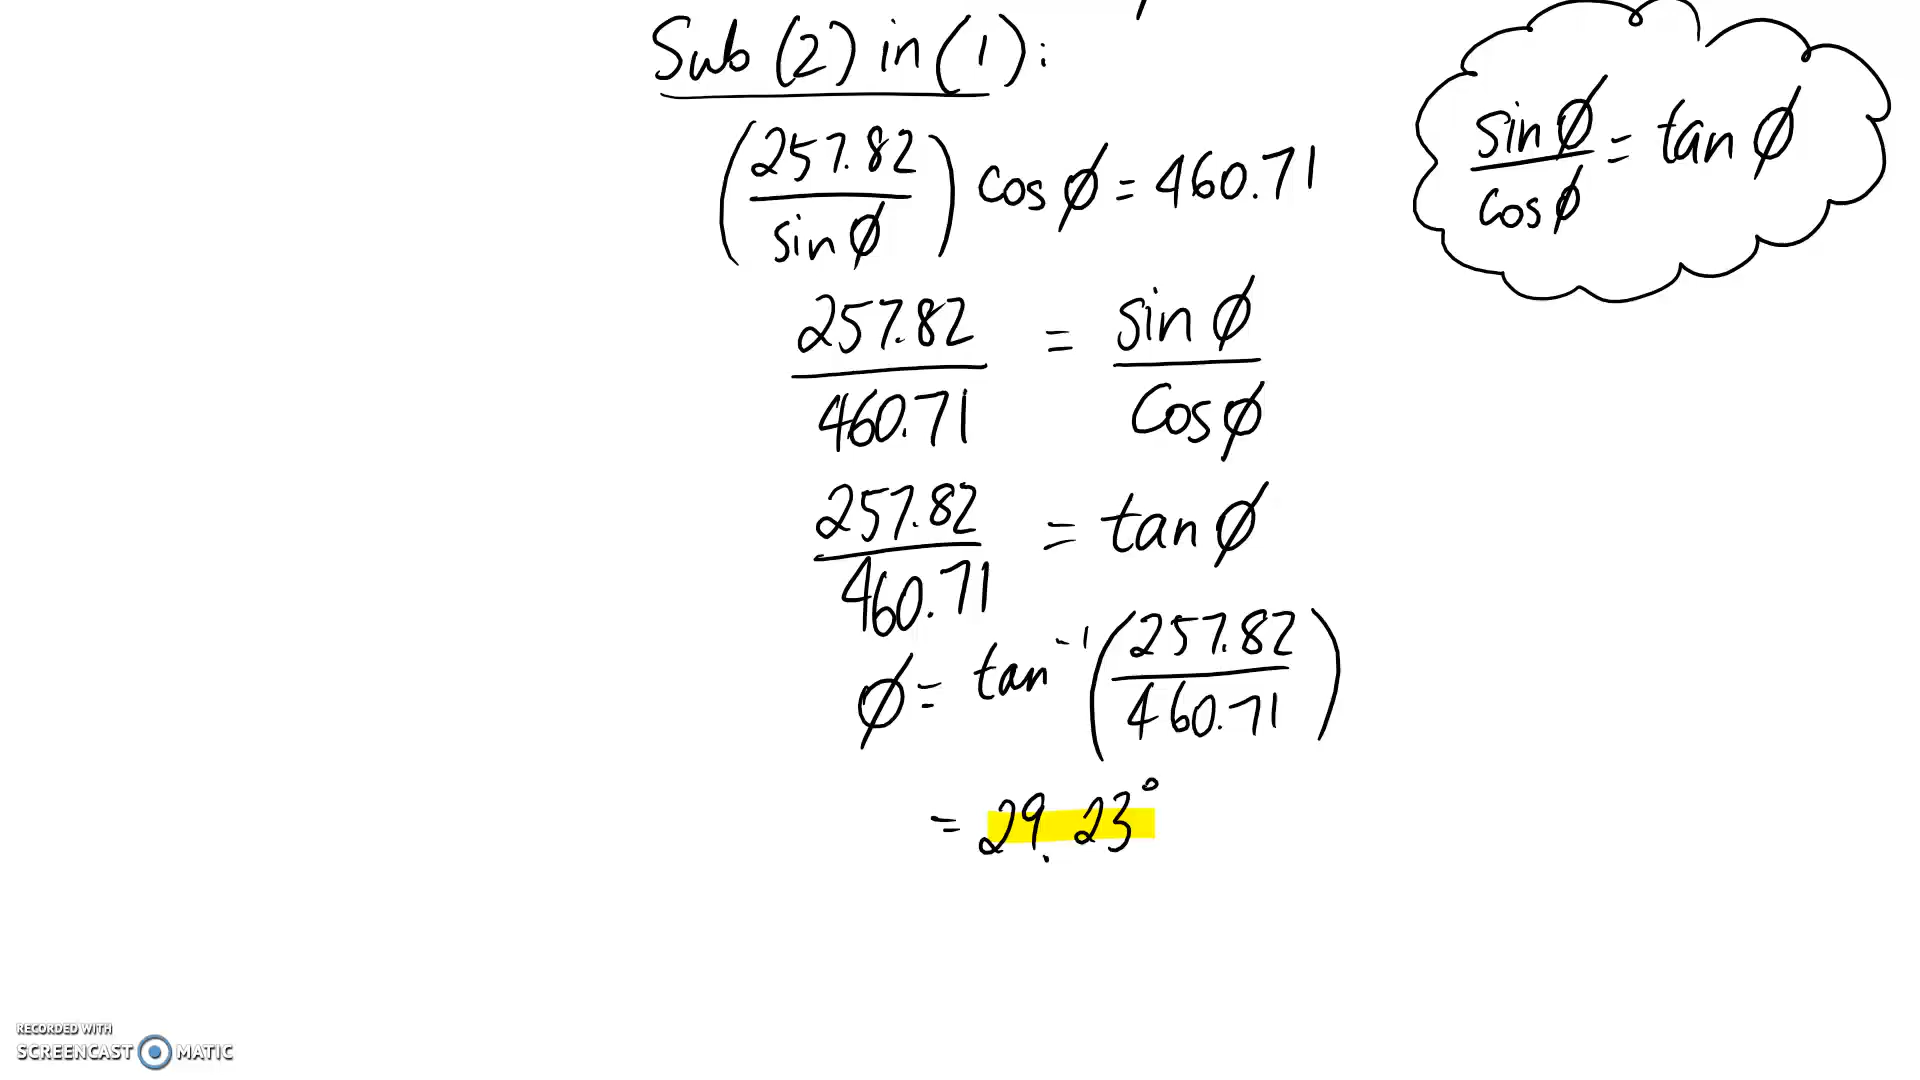 Sub (2) in (1):
(257.82 / sin ø) cos ø = 460.71
257.82 / 460.71 = sin ø / Cos ø
257.82 / 460.71 = tan ø
ø = tan⁻¹ (257.82 / 460.71)
= 29.23°
sin ø / cos ø = tan ø
RECORDED WITH
SCREENCAST MATIC